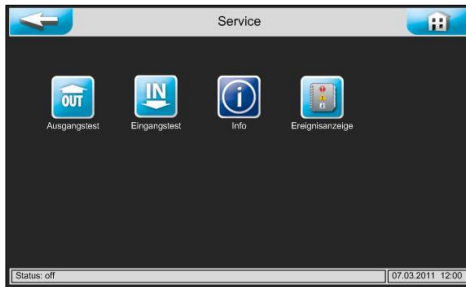 Service
OUT
IN
Ausgangstest
Eingangstest
Info
Ereignisanzeige
Status: off
07.03.2011 12:00